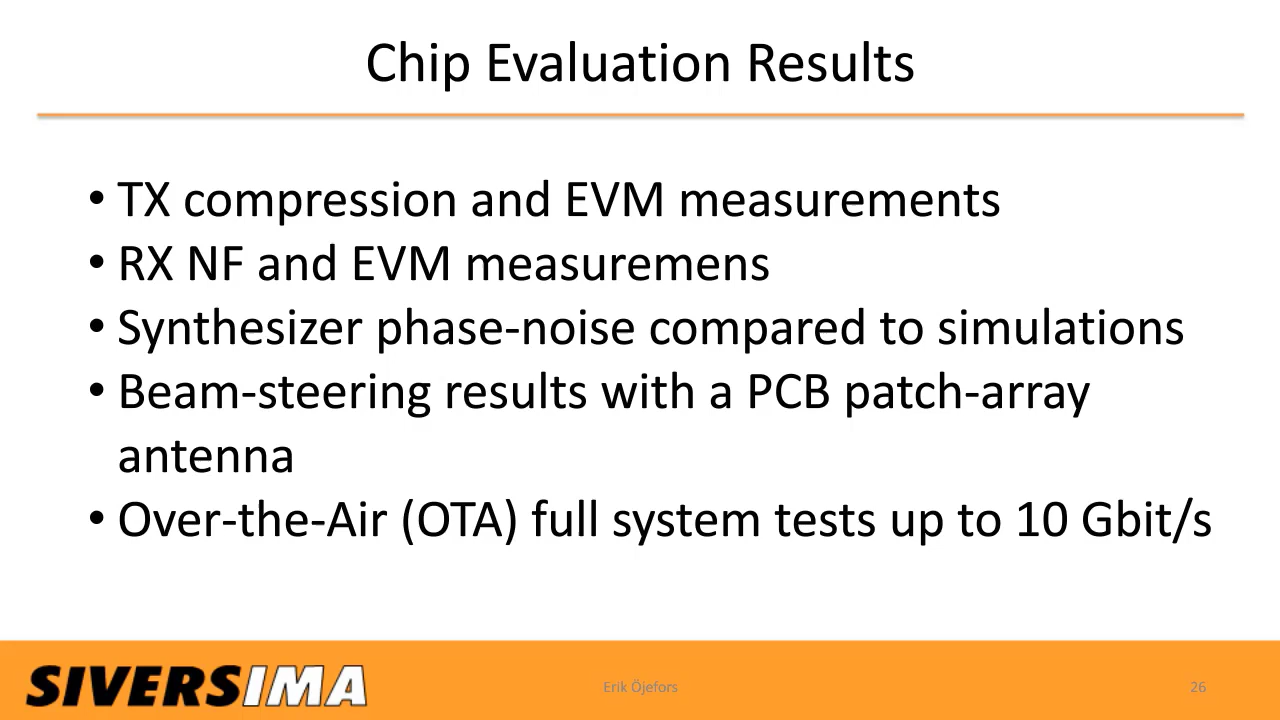 Chip Evaluation Results
• TX compression and EVM measurements
• RX NF and EVM measuremens
• Synthesizer phase-noise compared to simulations
• Beam-steering results with a PCB patch-array
antenna
• Over-the-Air (OTA) full system tests up to 10 Gbit/s
SIVERSIMA
Erik Öjefors
26